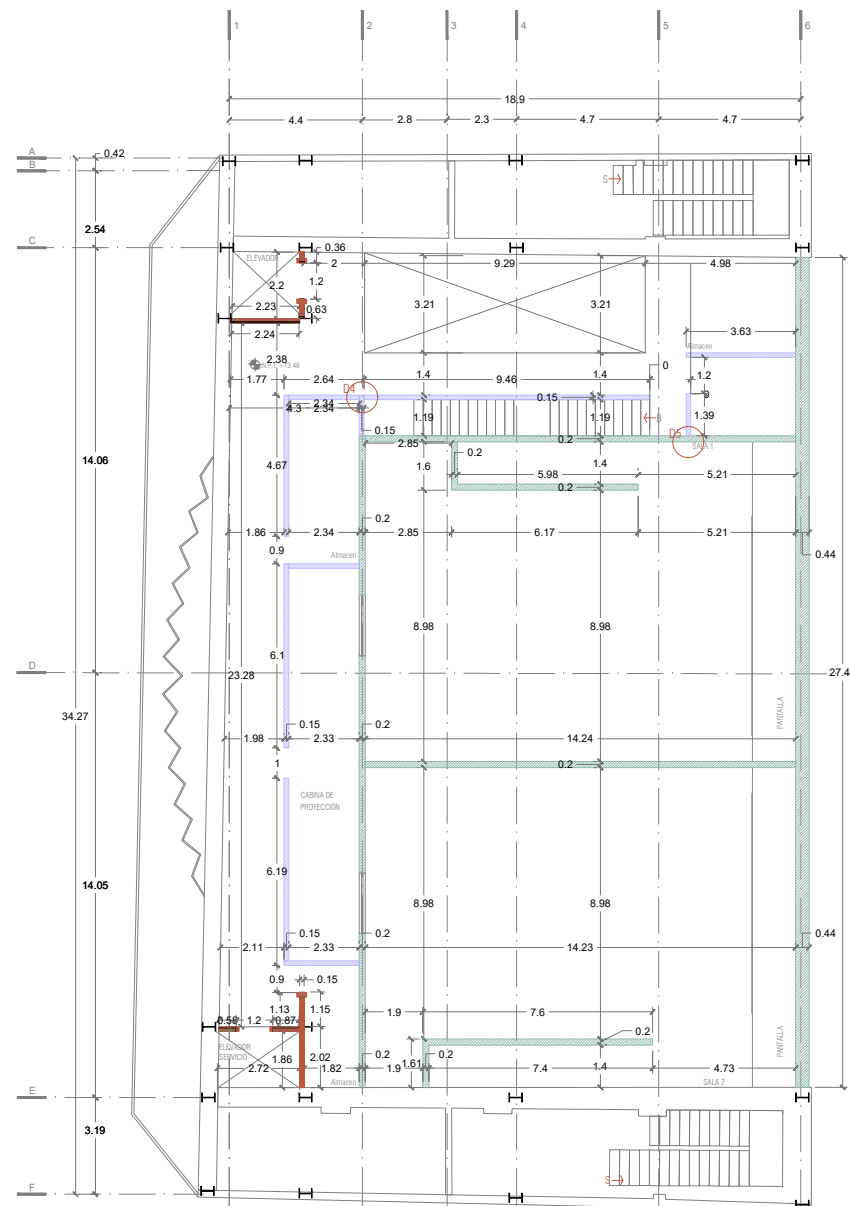 1 2 3 4 5 6
18.9
4.4 2.8 2.3 4.7 4.7
A
0.42
B
2.54
S
C
0.36
ELEVADOR
2 9.29 4.98
2.2 1.2
2.23 0.63 3.21 3.21
2.24 3.63
Almacen
2.38
1.77 2.64 1.4 9.46 1.4 0 1.2
D4
2.34 0.15
4.3 2.34 1.19 1.19 B 1.39
0.15 D5
2.85 0.2 SALA 1
0.2
14.06 4.67 1.6 5.98 1.4 5.21
0.2
0.2
1.86 2.34 2.85 6.17 5.21
0.9 Almacen 0.44
6.1 8.98 8.98
D
23.28 27.4
34.27
PANTALLA
0.15 0.2
1.98 2.33 14.24
1 0.2
CABINA DE
PROYECCIÓN
6.19
14.05
8.98 8.98
0.15 0.2 0.44
2.11 2.33 14.23
0.9 0.15
1.13 1.15 1.9 7.6
0.58 1.2 0.87
0.2
PANTALLA
ELEVADOR
SERVICIO
1.86 2.02 0.2 1.61 0.2
2.72 1.82 1.9 7.4 1.4 4.73
Almacen SALA 2
E
3.19
S
F